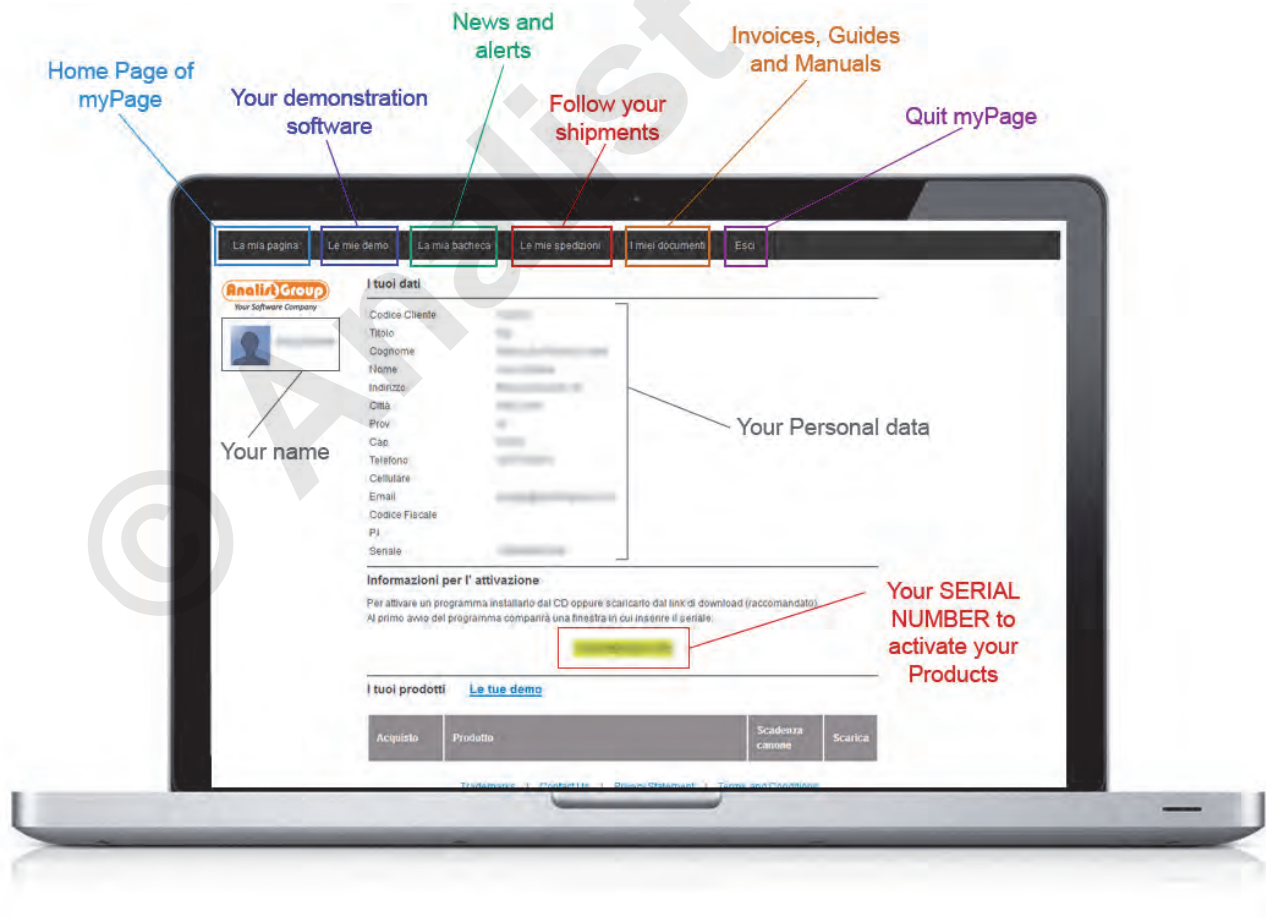 News and
alerts
Invoices, Guides
and Manuals
Home Page of
myPage
Your demonstration
software
Follow your
shipments
Quit myPage
La mia pagina
Le mie demo
La mia bacheca
Le mie spedizioni
I miei documenti
Esci
Analist Group
Your Software Company
Your name
I tuoi dati
Codice Cliente
Titolo
Cognome
Nome
Indirizzo
Città
Prov
Cap
Telefono
Cellulare
Email
Codice Fiscale
P.I
Seriale
Your Personal data
Informazioni per l' attivazione
Per attivare un programma installarlo dal CD oppure scaricarlo dal link di download (raccomandato).
Al primo avvio del programma comparirà una finestra in cui inserire il seriale:
Your SERIAL
NUMBER to
activate your
Products
I tuoi prodotti Le tue demo
Acquisto
Prodotto
Scadenza
canone
Scarica
Trademarks | Contact Us | Privacy Statement | Terms and Conditions
© Analist